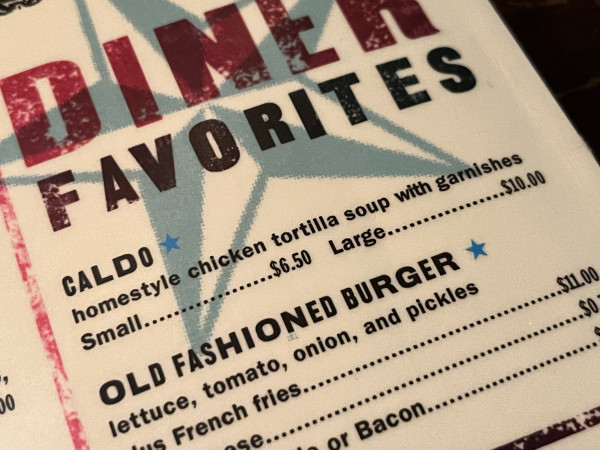 DINER
FAVORITES
CALDO
homestyle chicken tortilla soup with garnishes
Small..................$6.50 Large..................$10.00
OLD FASHIONED BURGER
lettuce, tomato, onion, and pickles
French fries..................$11.00
or Bacon..................